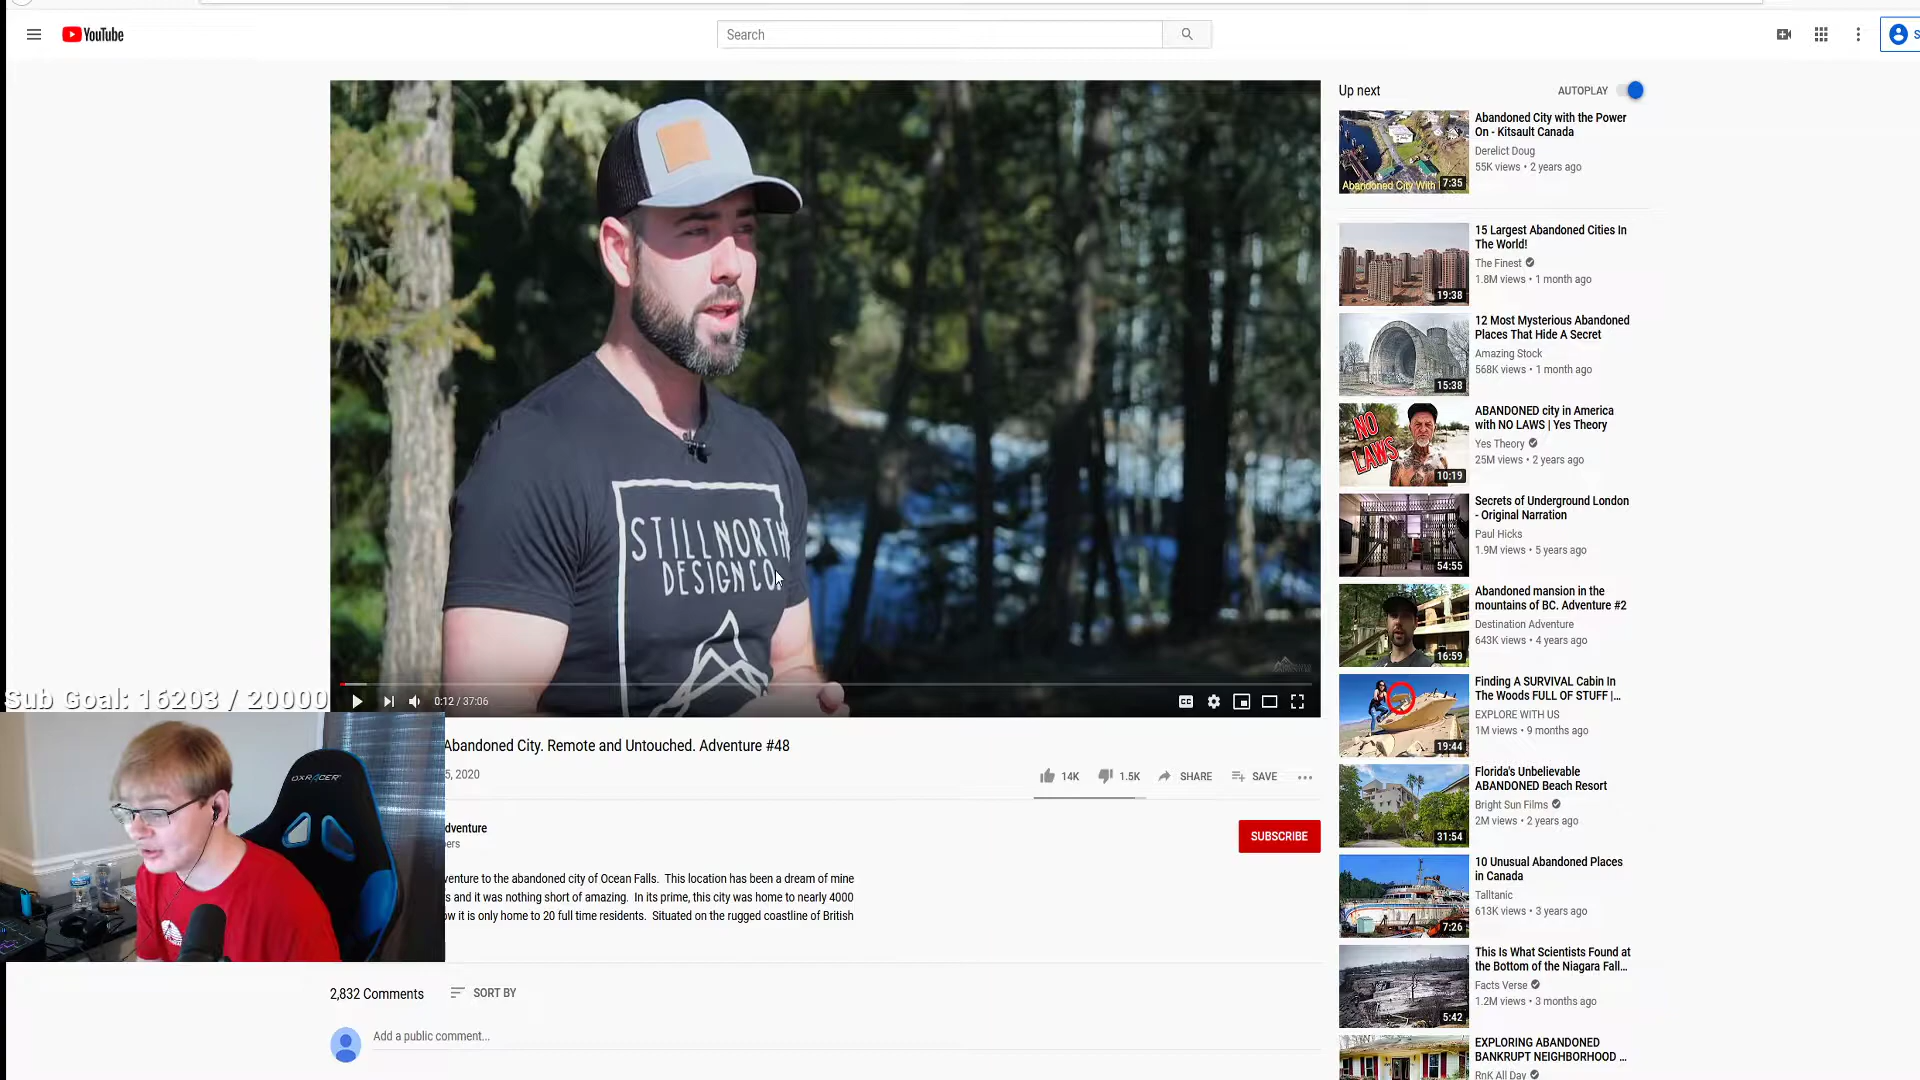 YouTube
Search
S
STILLNORTH
DESIGN CO.
0:12 / 37:06
Sub Goal: 16203 / 20000
DXRACER
Abandoned City. Remote and Untouched. Adventure #48
5, 2020
14K
1.5K
SHARE
SAVE
dventure
ers
SUBSCRIBE
venture to the abandoned city of Ocean Falls. This location has been a dream of mine
s and it was nothing short of amazing. In its prime, this city was home to nearly 4000
ow it is only home to 20 full time residents. Situated on the rugged coastline of British
2,832 Comments
SORT BY
Add a public comment...
Up next
AUTOPLAY
Abandoned City With
7:35
Abandoned City with the Power
On - Kitsault Canada
Derelict Doug
55K views • 2 years ago
19:38
15 Largest Abandoned Cities In
The World!
The Finest
1.8M views • 1 month ago
15:38
12 Most Mysterious Abandoned
Places That Hide A Secret
Amazing Stock
568K views • 1 month ago
NO
LAWS
10:19
ABANDONED city in America
with NO LAWS | Yes Theory
Yes Theory
25M views • 2 years ago
54:55
Secrets of Underground London
- Original Narration
Paul Hicks
1.9M views • 5 years ago
16:59
Abandoned mansion in the
mountains of BC. Adventure #2
Destination Adventure
643K views • 4 years ago
19:44
Finding A SURVIVAL Cabin In
The Woods FULL OF STUFF |...
EXPLORE WITH US
1M views • 9 months ago
31:54
Florida's Unbelievable
ABANDONED Beach Resort
Bright Sun Films
2M views • 2 years ago
7:26
10 Unusual Abandoned Places
in Canada
Talltanic
613K views • 3 years ago
5:42
This Is What Scientists Found at
the Bottom of the Niagara Fall...
Facts Verse
1.2M views • 3 months ago
EXPLORING ABANDONED
BANKRUPT NEIGHBORHOOD ...
RnK All Day